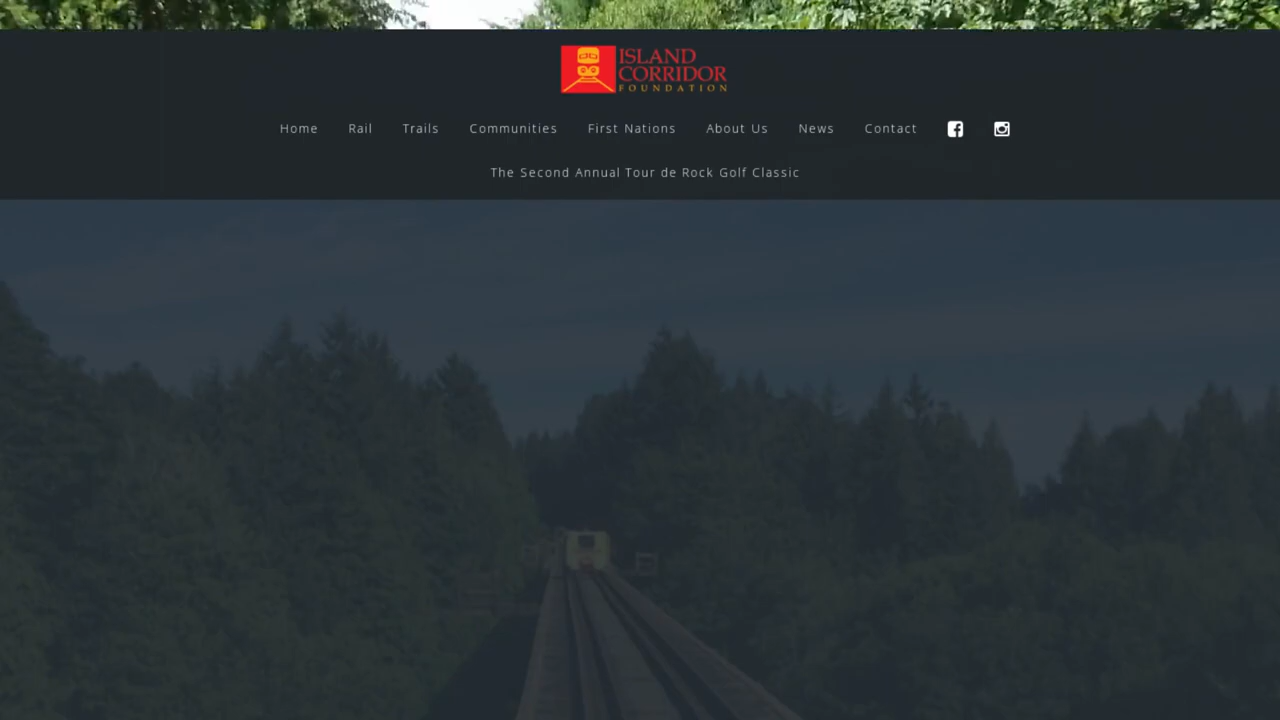 ISLAND
CORRIDOR
FOUNDATION
Home Rail Trails Communities First Nations About Us News Contact
The Second Annual Tour de Rock Golf Classic